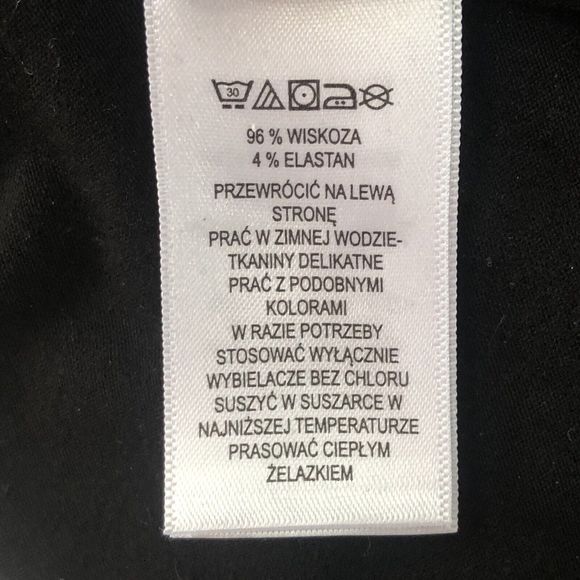 30
96 % WISKOZA
4 % ELASTAN
PRZEWRÓCIĆ NA LEWĄ
STRONĘ
PRAĆ W ZIMNEJ WODZIE-
TKANINY DELIKATNE
PRAĆ Z PODOBNYMI
KOLORAMI
W RAZIE POTRZEBY
STOSOWAĆ WYŁĄCZNIE
WYBIELACZE BEZ CHLORU
SUSZYĆ W SUSZARCE W
NAJNIŻSZEJ TEMPERATURZE
PRASOWAĆ CIEPŁYM
ŻELAZKIEM